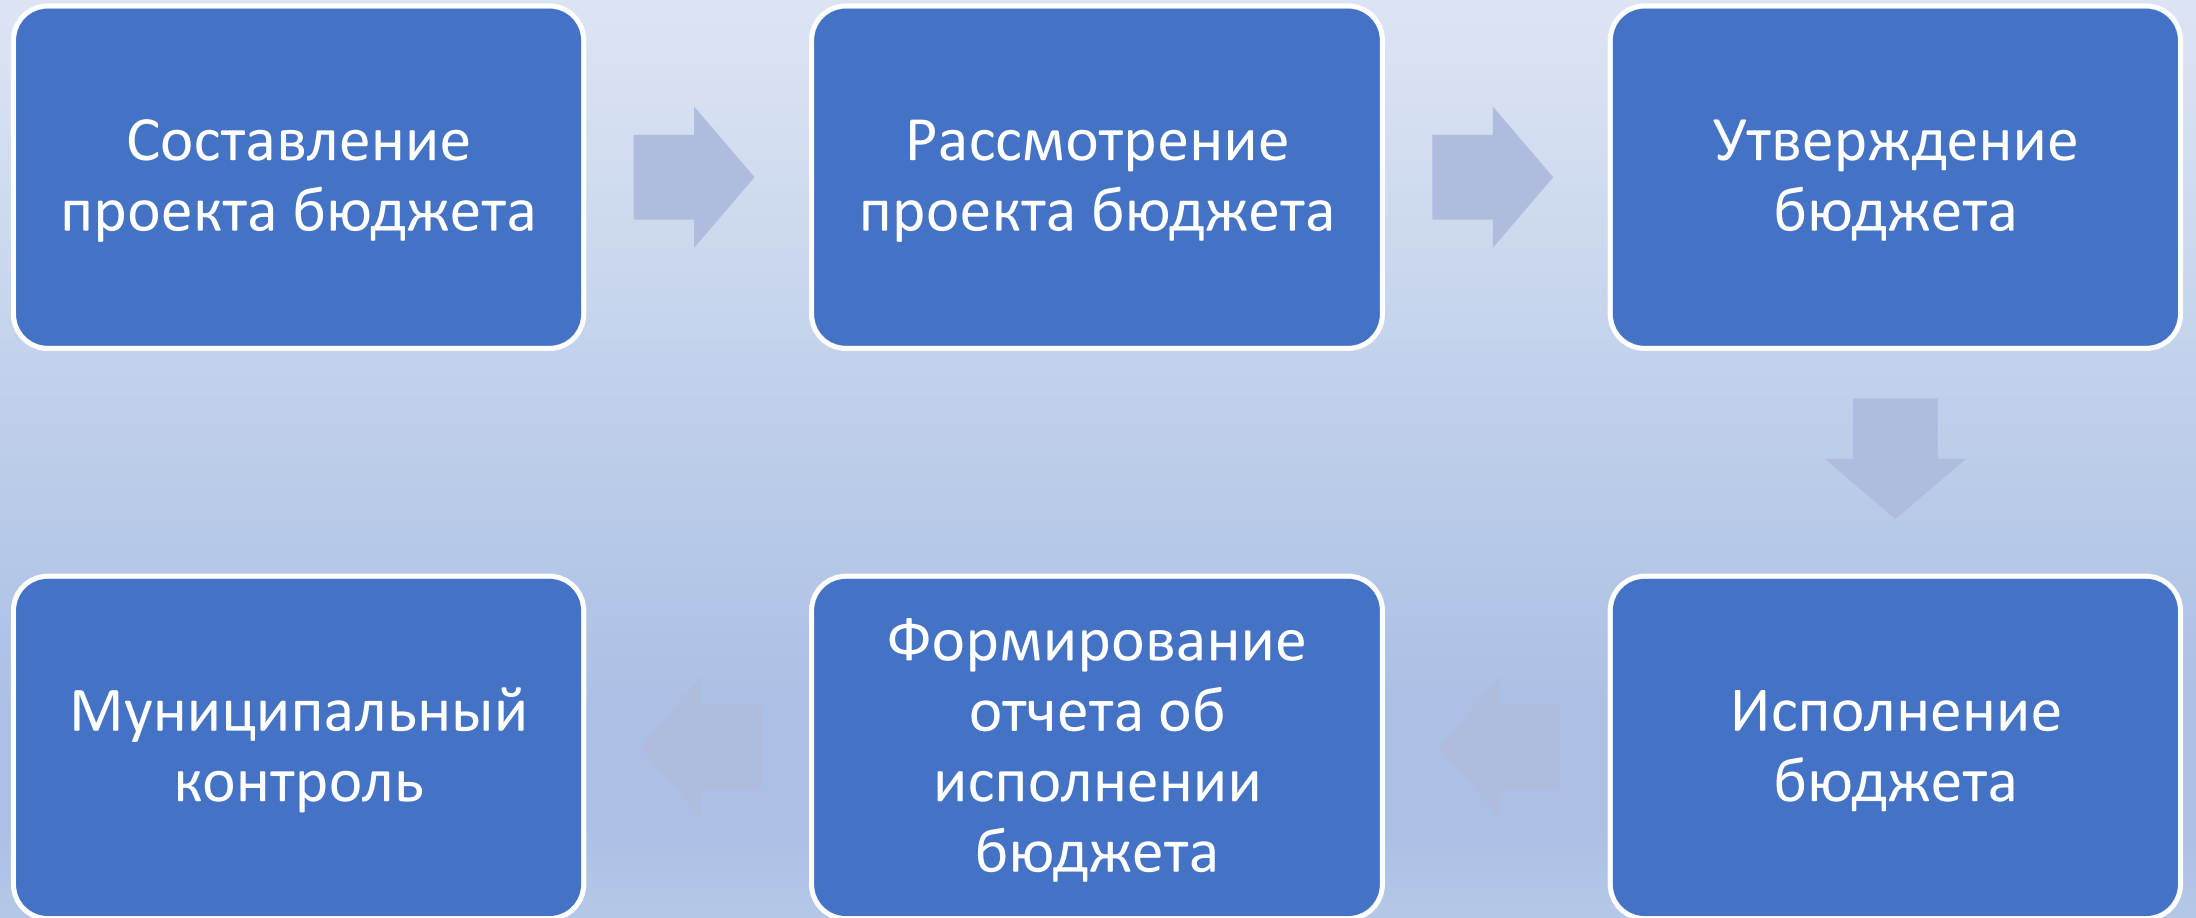 Составление
проекта бюджета
Рассмотрение
проекта бюджета
Утверждение
бюджета
Исполнение
бюджета
Формирование
отчета об
исполнении
бюджета
Муниципальный
контроль